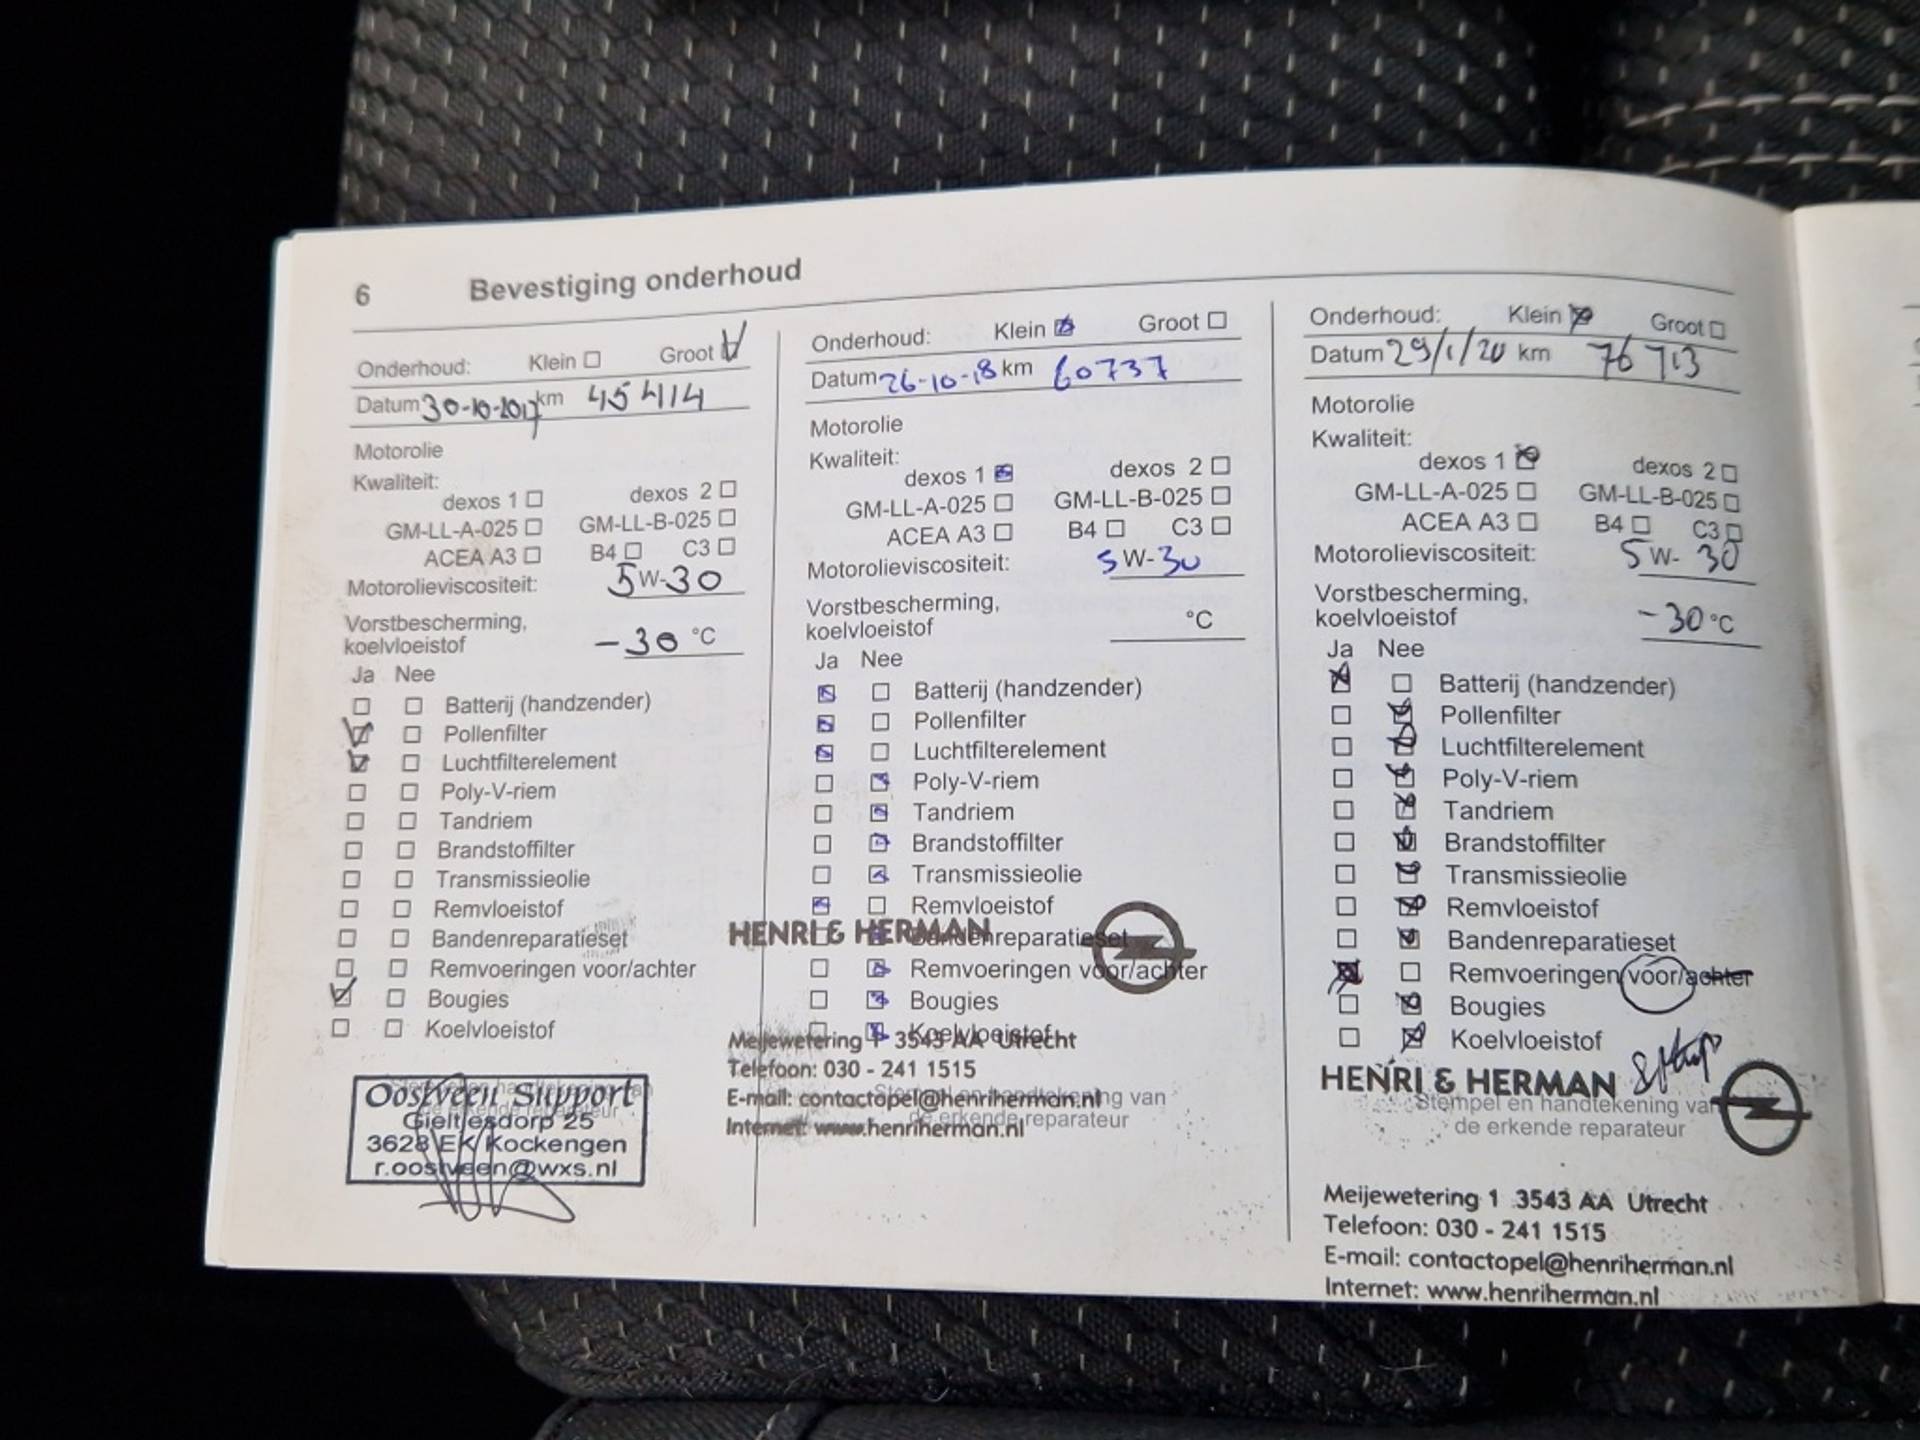 6 Bevestiging onderhoud
Onderhoud: Klein Groot
Datum 30-10-2017 km 45414
Motorolie
Kwaliteit:
dexos 1 dexos 2
GM-LL-A-025 GM-LL-B-025
ACEA A3 B4 C3
Motorolieviscositeit: 5W-30
Vorstbescherming,
koelvloeistof -30 °C
Ja Nee
Batterij (handzender)
Pollenfilter
Luchtfilterelement
Poly-V-riem
Tandriem
Brandstoffilter
Transmissieolie
Remvloeistof
Bandenreparatieset
Remvoeringen voor/achter
Bougies
Koelvloeistof
Oostveen Support
Gieltjesdorp 25
3628 EK Kockengen
r.oostveen@wxs.nl
Onderhoud: Klein Groot
Datum 26-10-18 km 60737
Motorolie
Kwaliteit:
dexos 1 dexos 2
GM-LL-A-025 GM-LL-B-025
ACEA A3 B4 C3
Motorolieviscositeit: 5W-30
Vorstbescherming,
koelvloeistof °C
Ja Nee
Batterij (handzender)
Pollenfilter
Luchtfilterelement
Poly-V-riem
Tandriem
Brandstoffilter
Transmissieolie
Remvloeistof
HENRI & HERMAN
Bandenreparatieset
Remvoeringen voor/achter
Bougies
Koelvloeistof
Meijewetering 1 3543 AA Utrecht
Telefoon: 030 - 241 1515
Stempel en handtekening van
E-mail: contactopel@henriherman.nl
de erkende reparateur
Internet: www.henriherman.nl
Onderhoud: Klein Groot
Datum 29/1/20 km 76713
Motorolie
Kwaliteit:
dexos 1 dexos 2
GM-LL-A-025 GM-LL-B-025
ACEA A3 B4 C3
Motorolieviscositeit: 5W-30
Vorstbescherming,
koelvloeistof -30 °C
Ja Nee
Batterij (handzender)
Pollenfilter
Luchtfilterelement
Poly-V-riem
Tandriem
Brandstoffilter
Transmissieolie
Remvloeistof
Bandenreparatieset
Remvoeringen voor/achter
Bougies
Koelvloeistof
HENRI & HERMAN
Stempel en handtekening van
de erkende reparateur
Meijewetering 1 3543 AA Utrecht
Telefoon: 030 - 241 1515
E-mail: contactopel@henriherman.nl
Internet: www.henriherman.nl